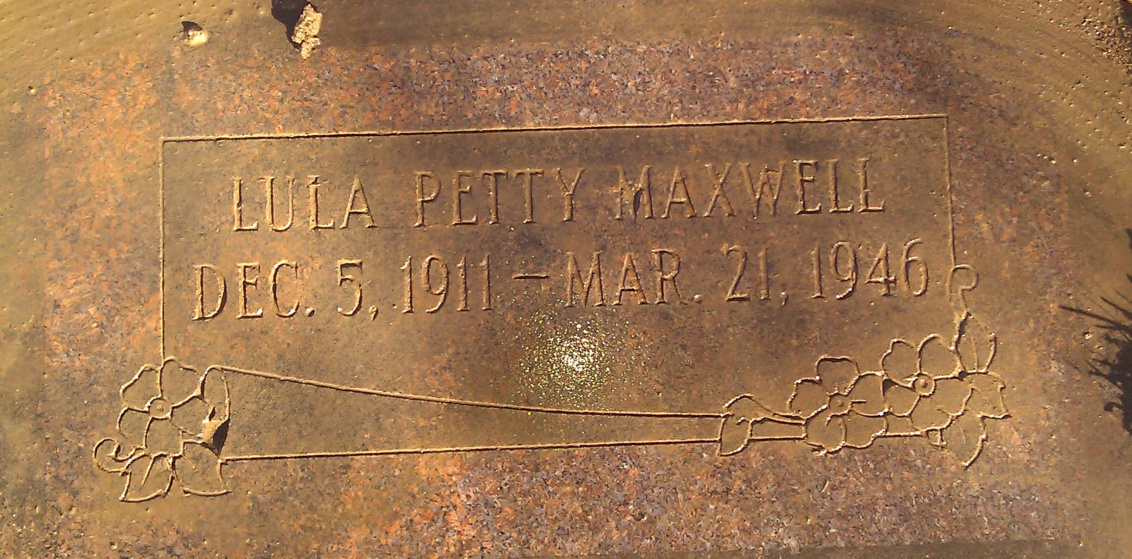 LULA PETTY MAXWELL
DEC. 5, 1911 – MAR. 21, 1946